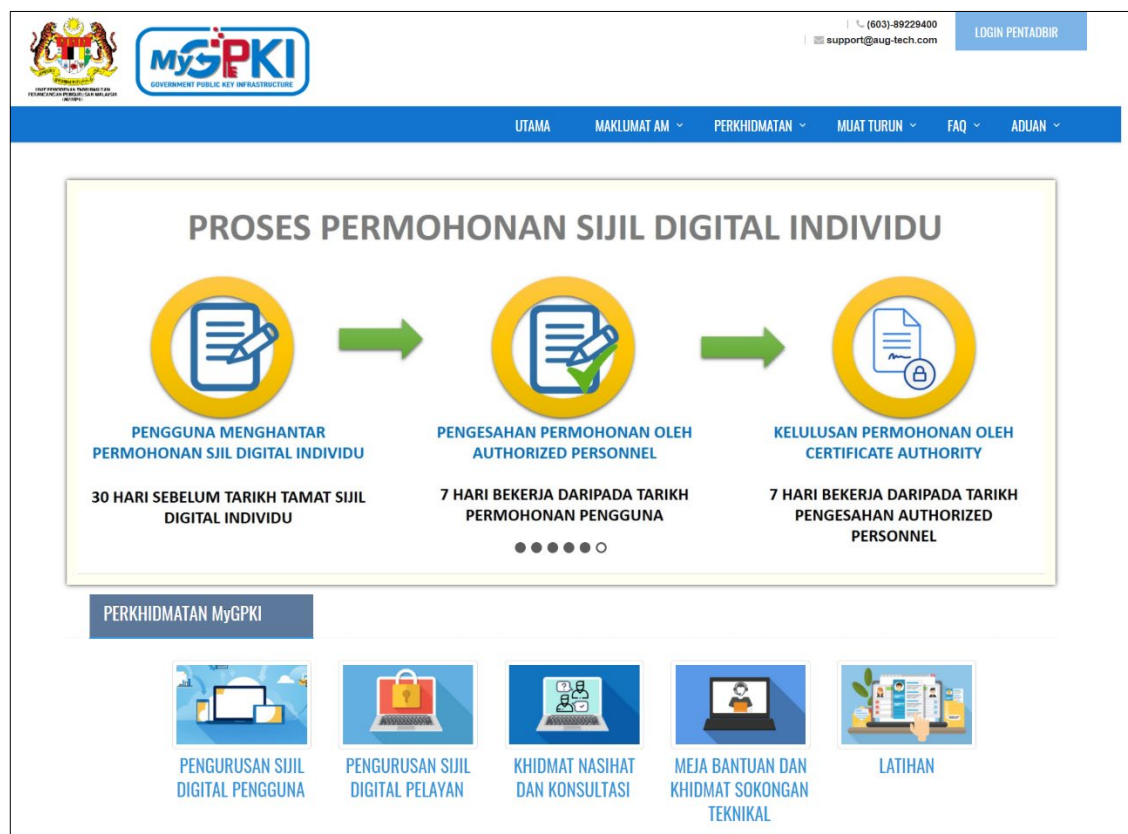 (603)-89229400
support@aug-tech.com
LOGIN PENTADBIR
MyGPKI
GOVERNMENT PUBLIC KEY INFRASTRUCTURE
UTAMA
MAKLUMAT AM
PERKHIDMATAN
MUAT TURUN
FAQ
ADUAN
PROSES PERMOHONAN SIJIL DIGITAL INDIVIDU
PENGGUNA MENGHANTAR
PERMOHONAN SJIL DIGITAL INDIVIDU
30 HARI SEBELUM TARIKH TAMAT SIJIL
DIGITAL INDIVIDU
PENGESAHAN PERMOHONAN OLEH
AUTHORIZED PERSONNEL
7 HARI BEKERJA DARIPADA TARIKH
PERMOHONAN PENGGUNA
KELULUSAN PERMOHONAN OLEH
CERTIFICATE AUTHORITY
7 HARI BEKERJA DARIPADA TARIKH
PENGESAHAN AUTHORIZED
PERSONNEL
PERKHIDMATAN MyGPKI
PENGURUSAN SIJIL
DIGITAL PENGGUNA
PENGURUSAN SIJIL
DIGITAL PELAYAN
KHIDMAT NASIHAT
DAN KONSULTASI
MEJA BANTUAN DAN
KHIDMAT SOKONGAN
TEKNIKAL
LATIHAN